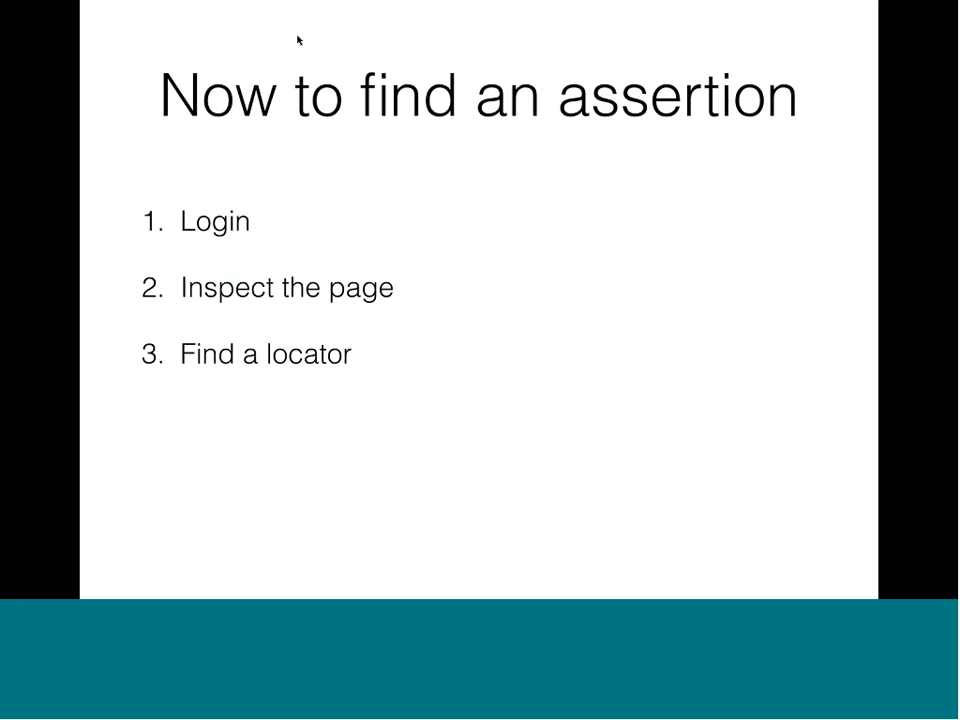 Now to find an assertion
1. Login
2. Inspect the page
3. Find a locator